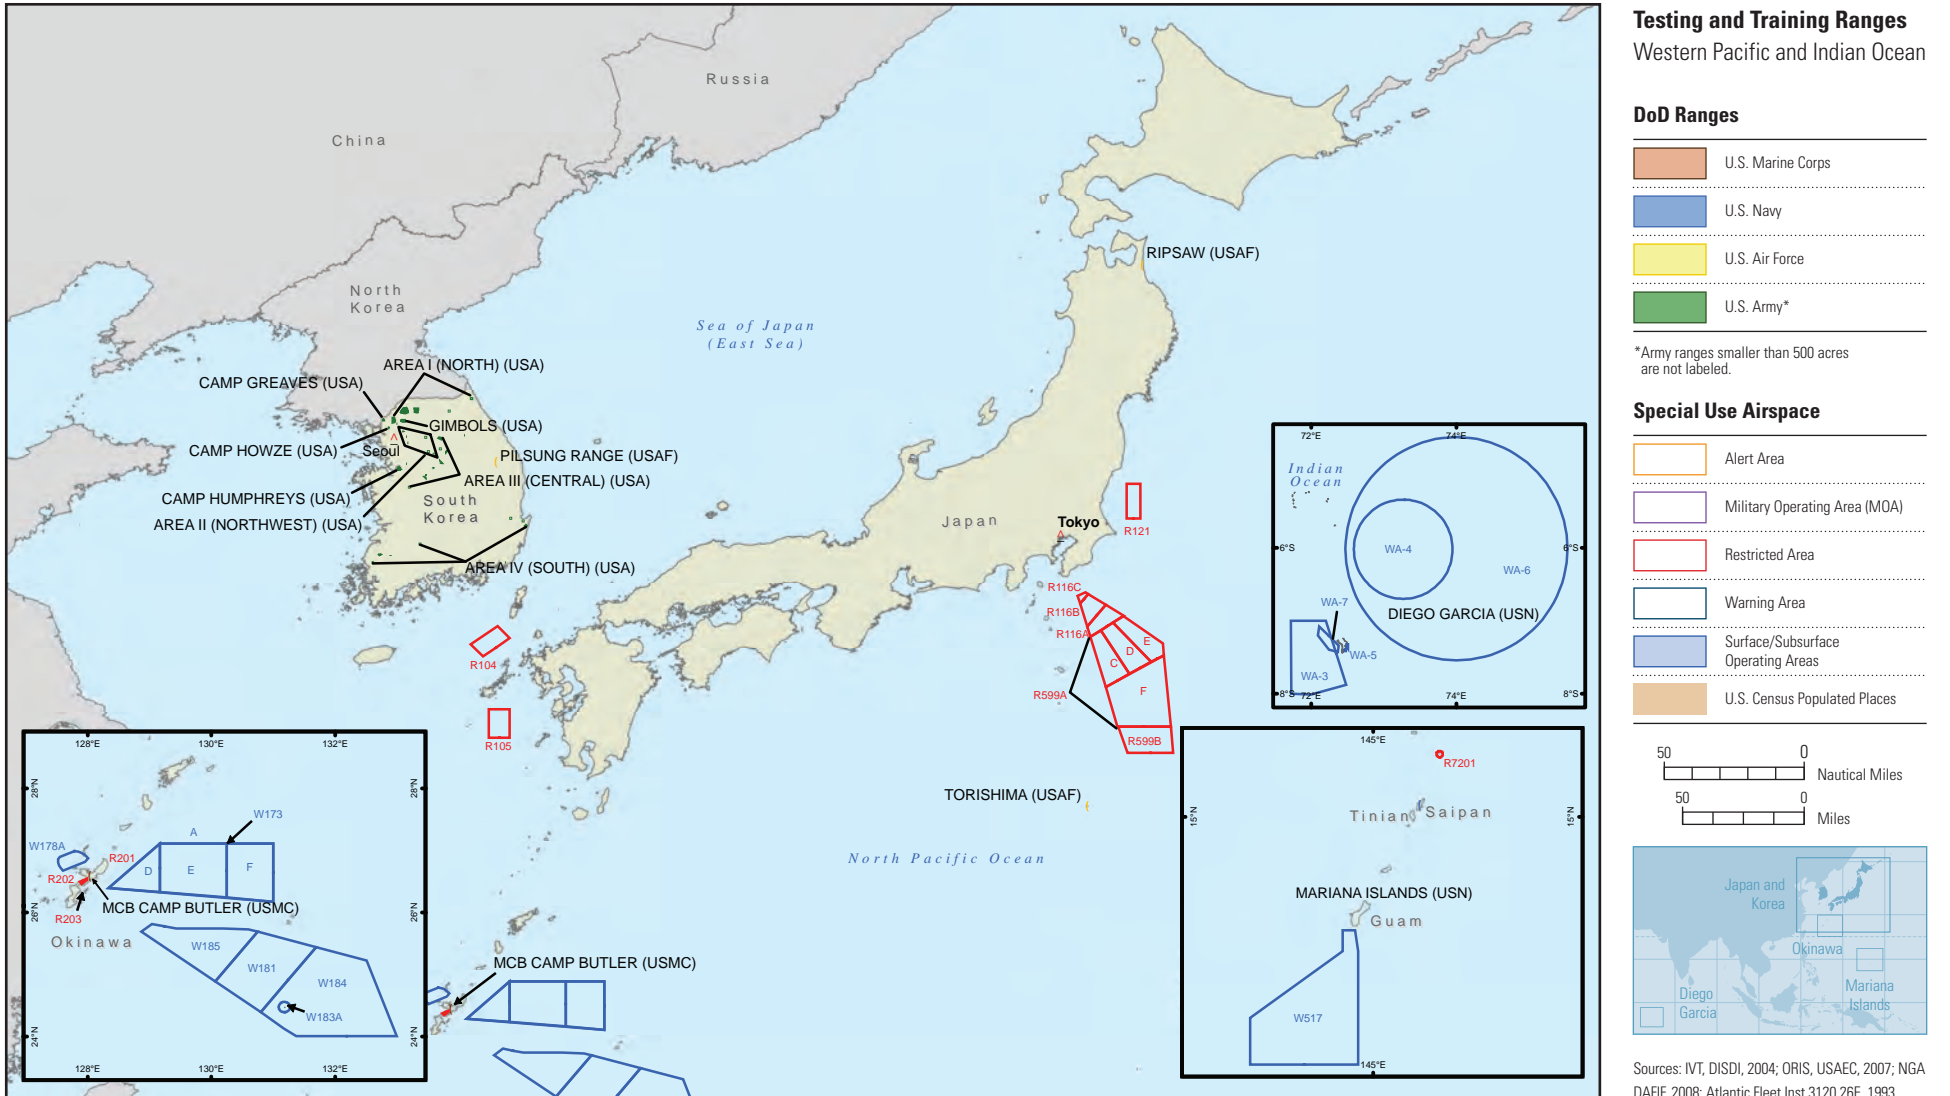 Testing and Training Ranges
Western Pacific and Indian Ocean
DoD Ranges
U.S. Marine Corps
U.S. Navy
U.S. Air Force
U.S. Army*
*Army ranges smaller than 500 acres
are not labeled.
Special Use Airspace
Alert Area
Military Operating Area (MOA)
Restricted Area
Warning Area
Surface/Subsurface
Operating Areas
U.S. Census Populated Places
50 0
Nautical Miles
50 0
Miles
Japan and
Korea
Okinawa
Mariana
Islands
Diego
Garcia
Sources: IVT, DISDI, 2004; ORIS, USAEC, 2007; NGA
DAFIF, 2008; Atlantic Fleet Inst 3120.26E, 1993
Russia
China
North
Korea
Sea of Japan
(East Sea)
RIPSAW (USAF)
AREA I (NORTH) (USA)
CAMP GREAVES (USA)
GIMBOLS (USA)
CAMP HOWZE (USA)
Seoul
PILSUNG RANGE (USAF)
AREA III (CENTRAL) (USA)
CAMP HUMPHREYS (USA)
South
Korea
AREA II (NORTHWEST) (USA)
AREA IV (SOUTH) (USA)
Japan
Tokyo
R121
R116C
R116B
R116A
E
D
C
F
R599A
R599B
R104
R105
TORISHIMA (USAF)
North Pacific Ocean
MCB CAMP BUTLER (USMC)
72°E 74°E
Indian
Ocean
6°S 6°S
WA-4
WA-6
WA-7
DIEGO GARCIA (USN)
WA-5
WA-3
8°S 72°E 74°E 8°S
128°E 130°E 132°E
28°N 28°N
W173
A
W178A
R201
D E F
R202
MCB CAMP BUTLER (USMC)
26°N 26°N
R203
Okinawa
W185
W181
W184
W183A
24°N 24°N
128°E 130°E 132°E
145°E
R7201
15°N 15°N
Tinian Saipan
MARIANA ISLANDS (USN)
Guam
W517
145°E